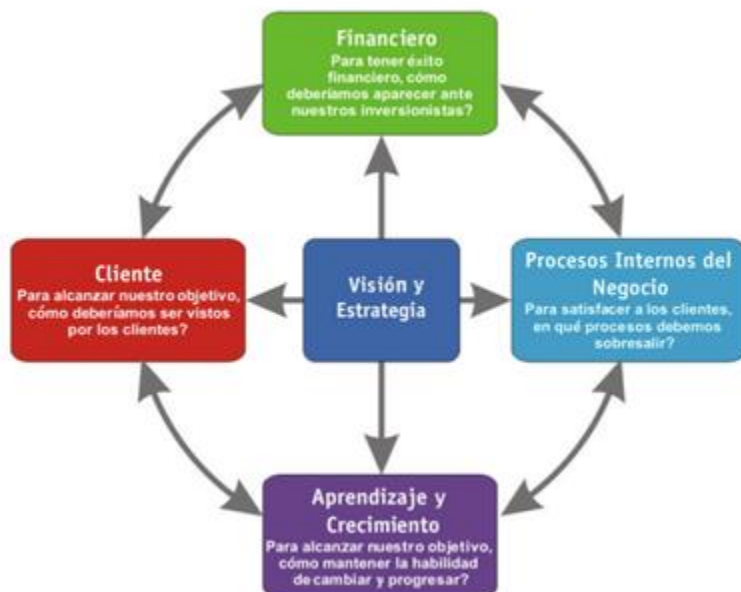 Financiero
Para tener éxito
financiero, cómo
deberíamos aparecer ante
nuestros inversionistas?
Cliente
Para alcanzar nuestro objetivo,
cómo deberíamos ser vistos
por los clientes?
Visión y
Estrategia
Procesos Internos del
Negocio
Para satisfacer a los clientes,
en qué procesos debemos
sobresalir?
Aprendizaje y
Crecimiento
Para alcanzar nuestro objetivo,
cómo mantener la habilidad
de cambiar y progresar?